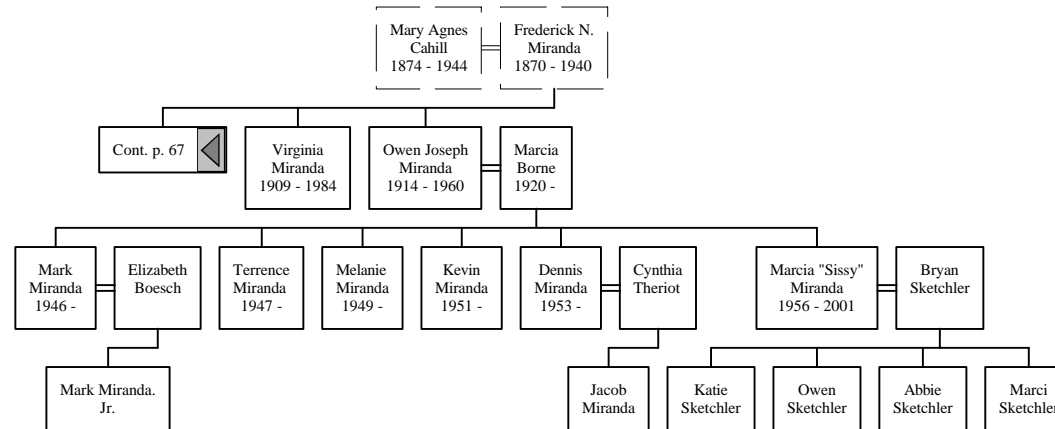 Mary Agnes
Cahill
1874 - 1944
Frederick N.
Miranda
1870 - 1940
Cont. p. 67
Virginia
Miranda
1909 - 1984
Owen Joseph
Miranda
1914 - 1960
Marcia
Borne
1920 -
Mark
Miranda
1946 -
Elizabeth
Boesch
Terrence
Miranda
1947 -
Melanie
Miranda
1949 -
Kevin
Miranda
1951 -
Dennis
Miranda
1953 -
Cynthia
Theriot
Marcia "Sissy"
Miranda
1956 - 2001
Bryan
Sketchler
Mark Miranda.
Jr.
Jacob
Miranda
Katie
Sketchler
Owen
Sketchler
Abbie
Sketchler
Marci
Sketchler